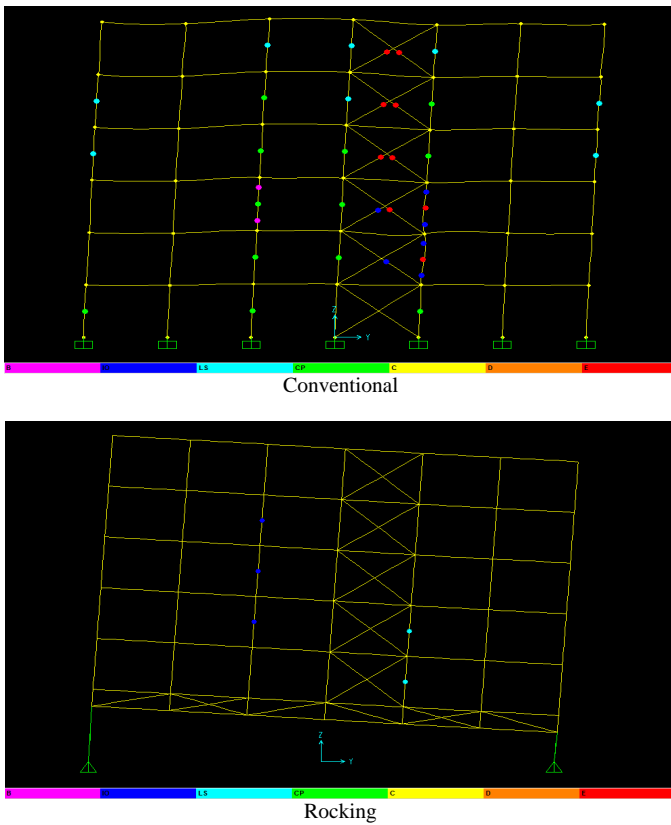 Z
Y
B IO LS CP C D E
Conventional
Z
Y
B IO LS CP C D E
Rocking